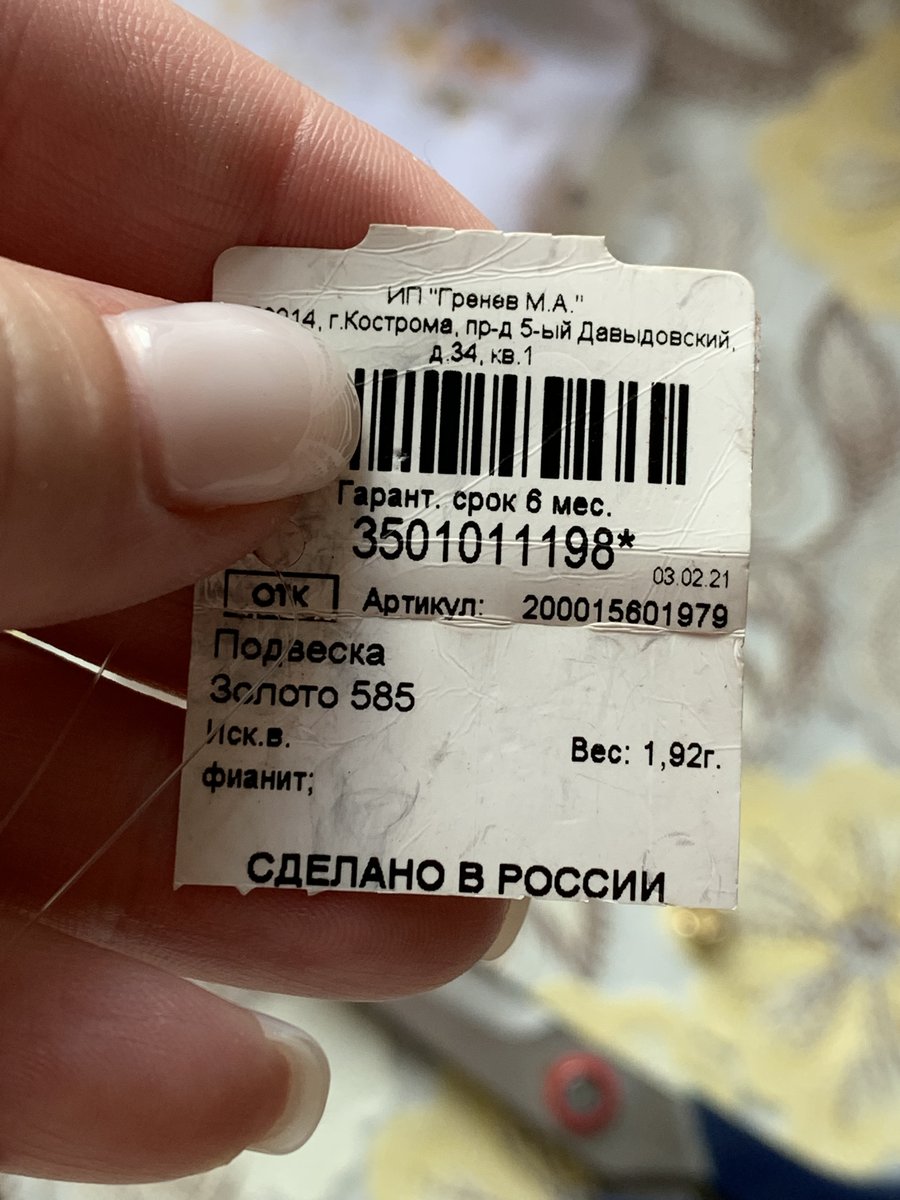 ИП "Гренев М.А."
г.Кострома, пр-д 5-ый Давыдовский,
д.34, кв.1
Гарант. срок 6 мес.
3501011198*
03.02.21
ОТК Артикул: 200015601979
Подвеска
Золото 585
Иск.в.
Вес: 1,92г.
фианит;
СДЕЛАНО В РОССИИ